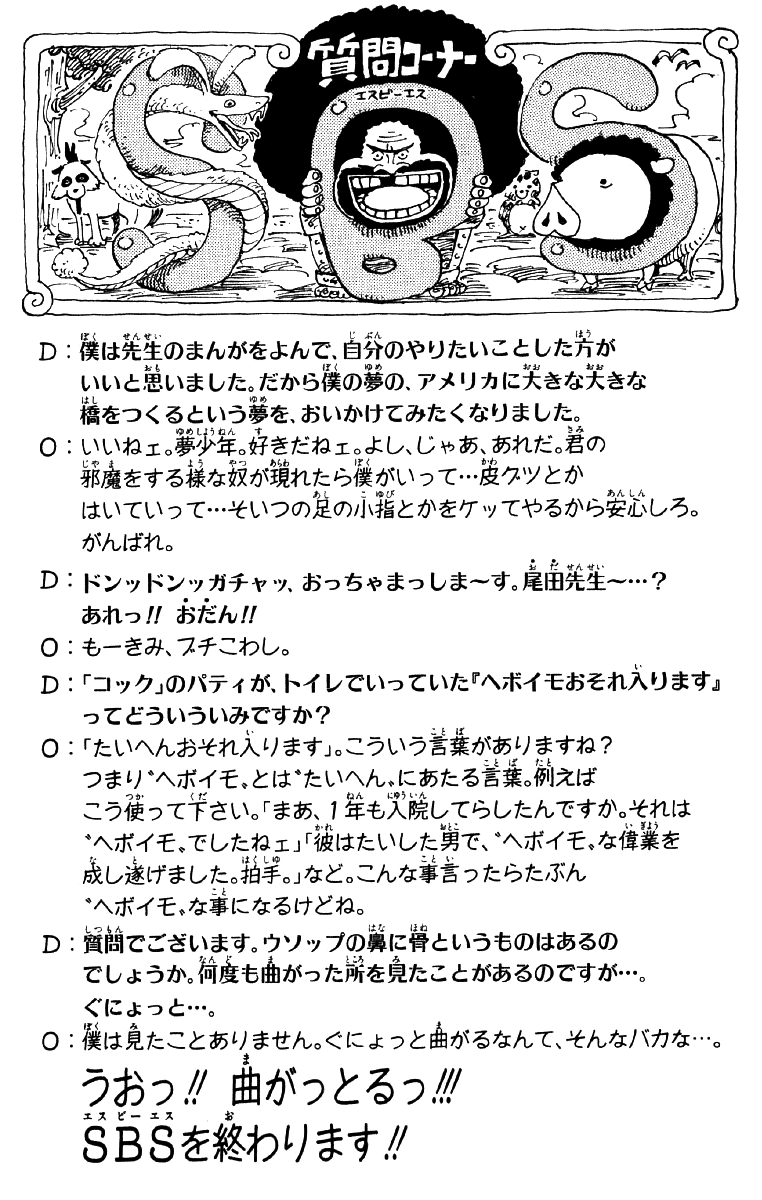 質問コーナー
エスビーエス
D：僕は先生のまんがをよんで、自分のやりたいことした方が
いいと思いました。だから僕の夢の、アメリカに大きな大きな
橋をつくるという夢を、おいかけてみたくなりました。
O：いいねェ。夢少年。好きだねェ。よし、じゃあ、あれだ。君の
邪魔をする様な奴が現れたら僕がいって…皮グツとか
はいていって…そいつの足の小指とかをケッてやるから安心しろ。
がんばれ。
D：ドンッドンッガチャッ、おっちゃまっしま〜す。尾田先生〜…？
あれっ!! おだん!!
O：もーきみ、ブチこわし。
D：「コック」のパティが、トイレでいっていた『ヘボイモおそれ入ります』
ってどういういみですか？
O：「たいへんおそれ入ります」。こういう言葉がありますね？
つまり〝ヘボイモ〟とは〝たいへん〟にあたる言葉。例えば
こう使って下さい。「まあ、1年も入院してらしたんですか。それは
〝ヘボイモ〟でしたねェ」「彼はたいした男で、〝ヘボイモ〟な偉業を
成し遂げました。拍手。」など。こんな事言ったらたぶん
〝ヘボイモ〟な事になるけどね。
D：質問でございます。ウソップの鼻に骨というものはあるの
でしょうか。何度も曲がった所を見たことがあるのですが…。
ぐにょっと…。
O：僕は見たことありません。ぐにょっと曲がるなんて、そんなバカな…。
うおっ!! 曲がっとるっ!!!
SBSを終わります!!